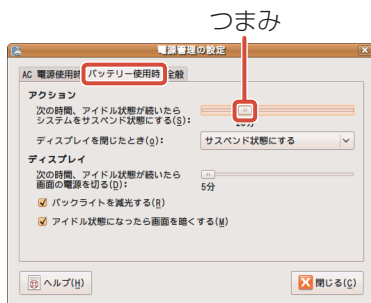 つまみ
電源管理の設定
AC 電源使用時 バッテリー使用時 全般
アクション
次の時間、アイドル状態が続いたら
システムをサスペンド状態にする(S):
20分
ディスプレイを閉じたとき(o): サスペンド状態にする
ディスプレイ
次の時間、アイドル状態が続いたら
画面の電源を切る(D): 5分
バックライトを減光する(R)
アイドル状態になったら画面を暗くする(M)
ヘルプ(H) 閉じる(C)